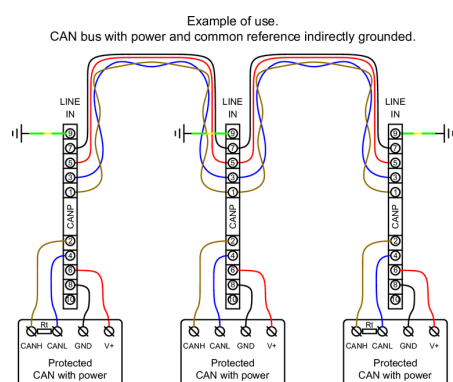 Example of use.
CAN bus with power and common reference indirectly grounded.
LINE
IN
9
7
5
3
1
CANP
2
4
6
8
10
Rt
CANH CANL GND V+
Protected
CAN with power
LINE
IN
9
7
5
3
1
CANP
2
4
6
8
10
CANH CANL GND V+
Protected
CAN with power
LINE
IN
9
7
5
3
1
CANP
2
4
6
8
10
Rt
CANH CANL GND V+
Protected
CAN with power